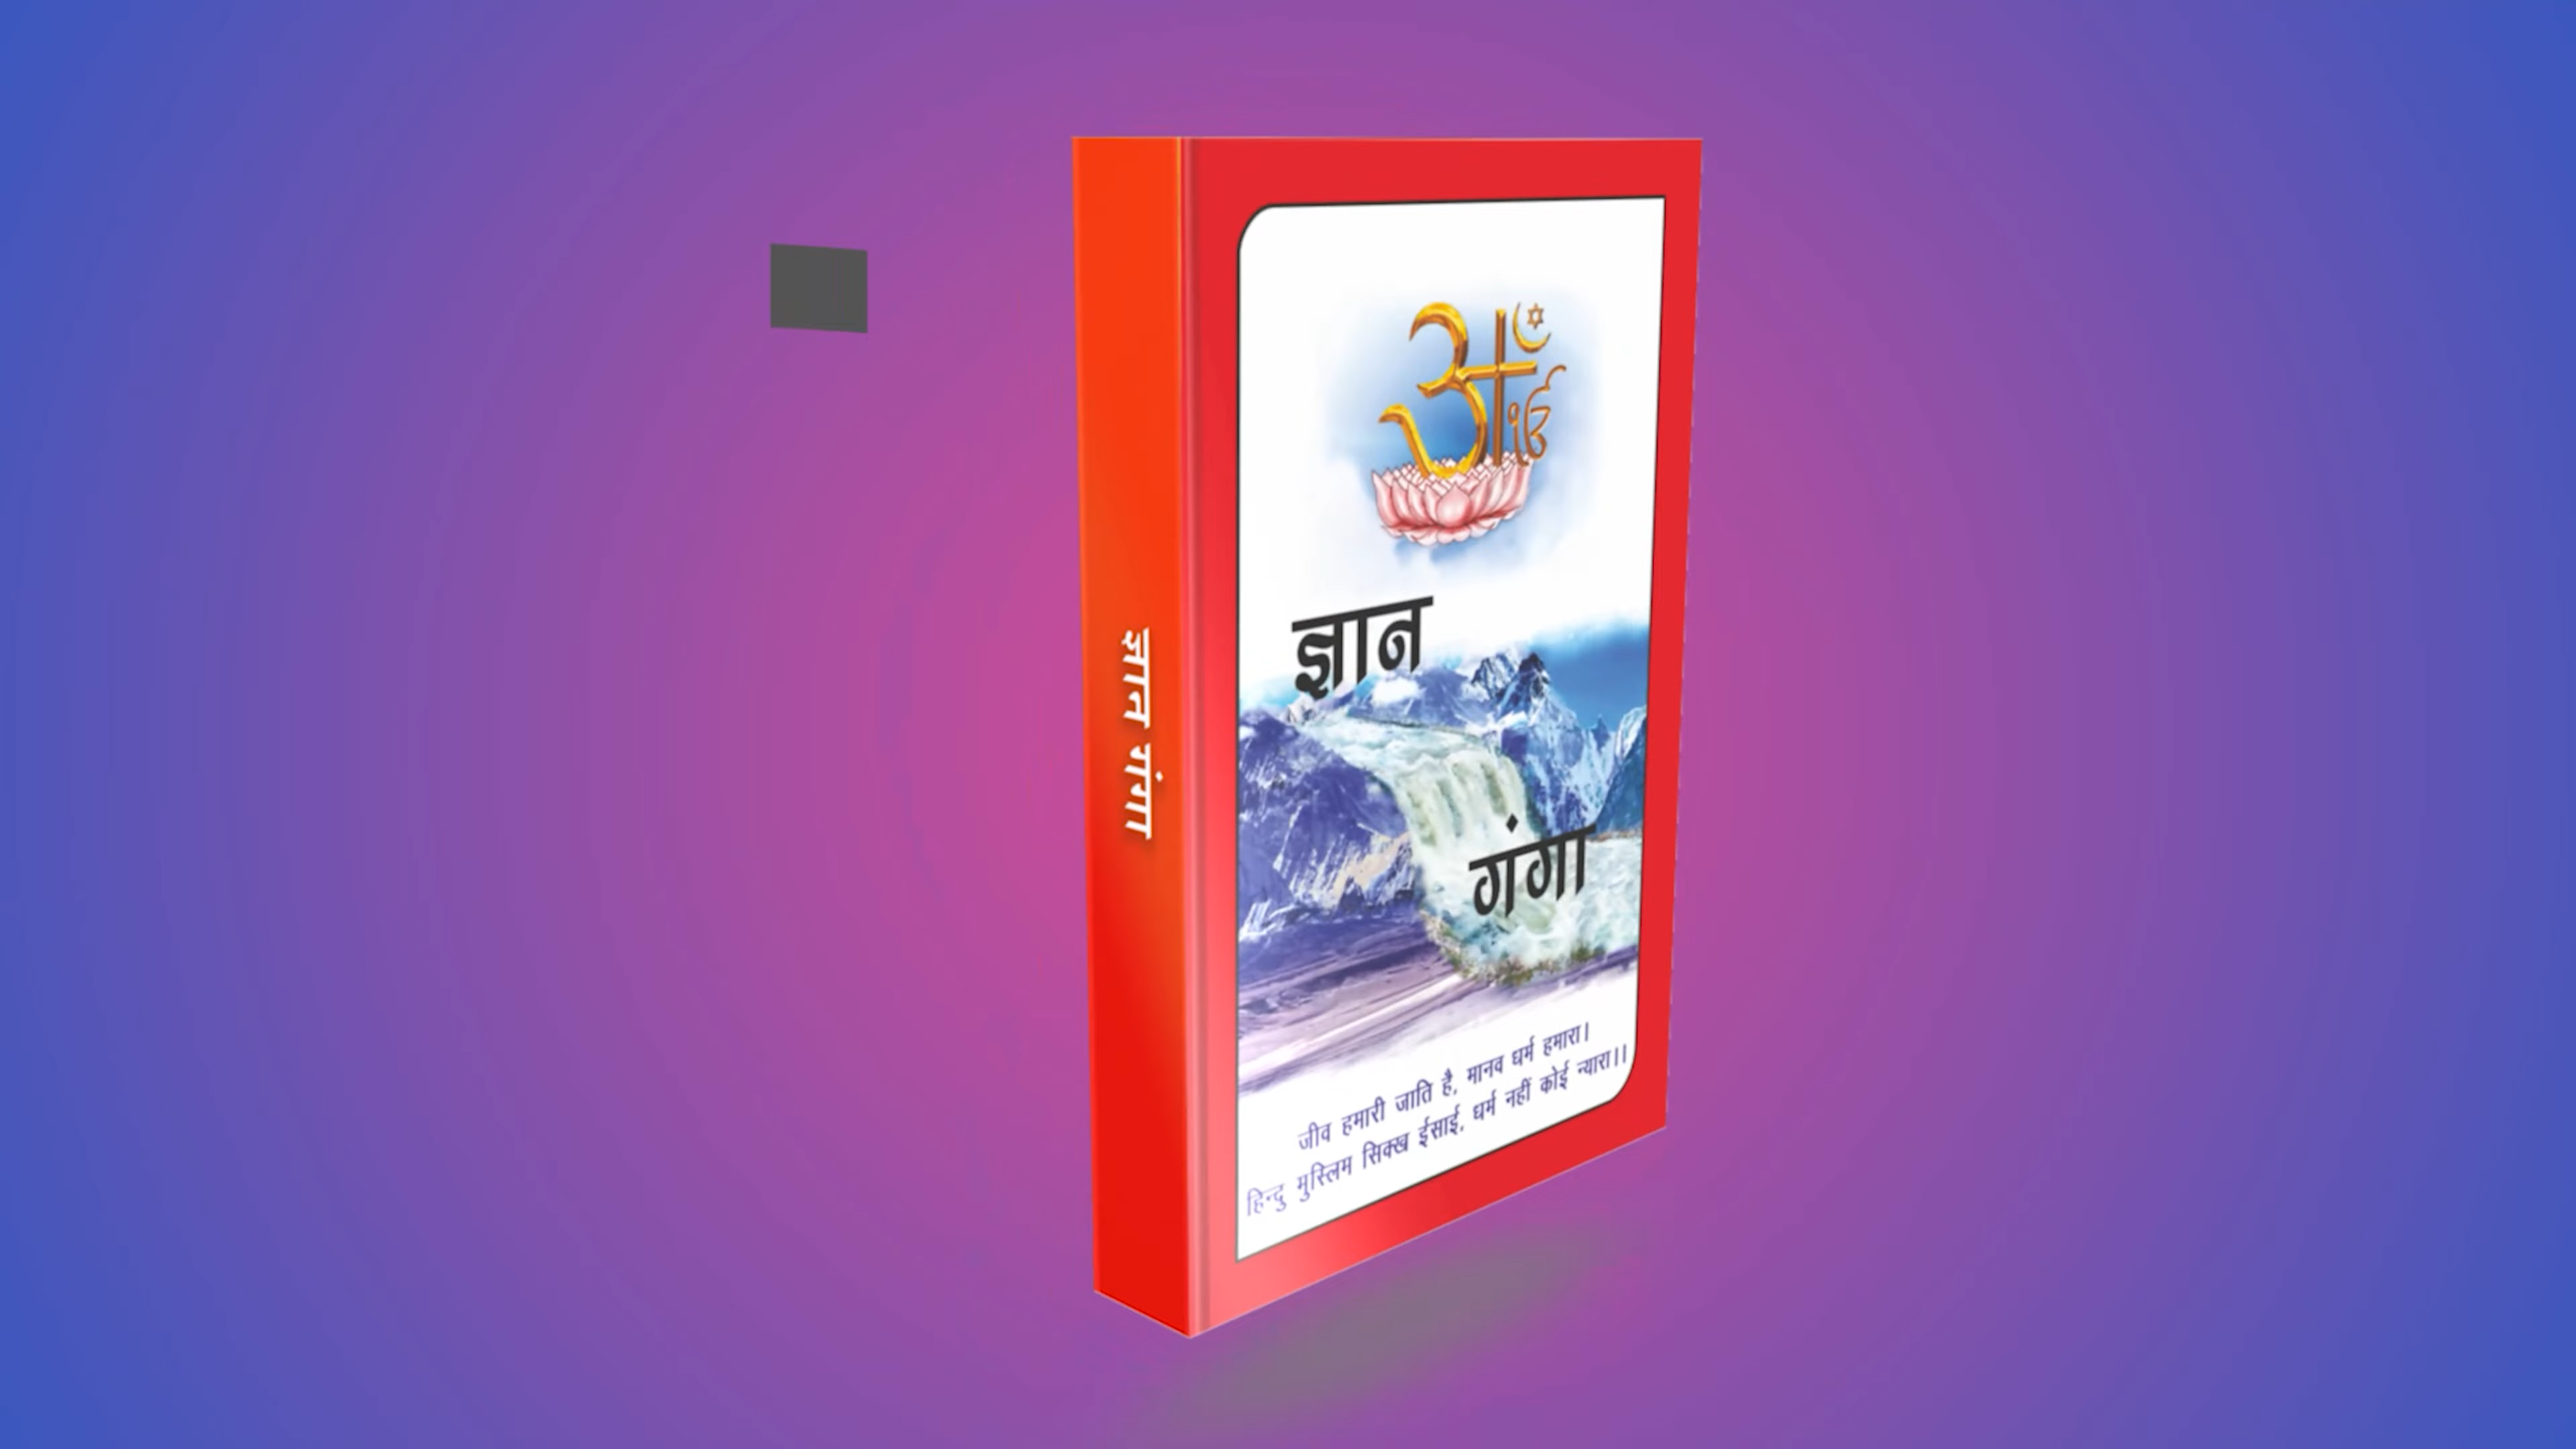 ज्ञान गंगा
ज्ञान
गंगा
जीव हमारी जाति है, मानव धर्म हमारा।
हिन्दु मुस्लिम सिक्ख ईसाई, धर्म नहीं कोई न्यारा।।